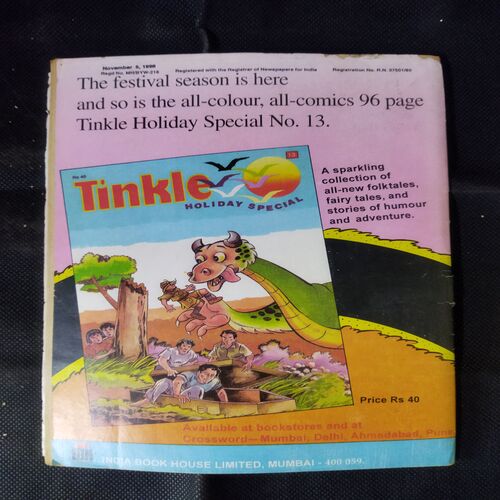 November 5, 1998
Regd No. MH/BYW-218
Registered with the Registrar of Newspapers for India
Registration No. R.N. 37501/80
The festival season is here
and so is the all-colour, all-comics 96 page
Tinkle Holiday Special No. 13.
Rs 40
13
Tinkle
HOLIDAY SPECIAL
A sparkling
collection of
all-new folktales,
fairy tales, and
stories of humour
and adventure.
Price Rs 40
Available at bookstores and at
Crossword—Mumbai, Delhi, Ahmedabad, Pune
INDIA BOOK HOUSE LIMITED, MUMBAI - 400 059.